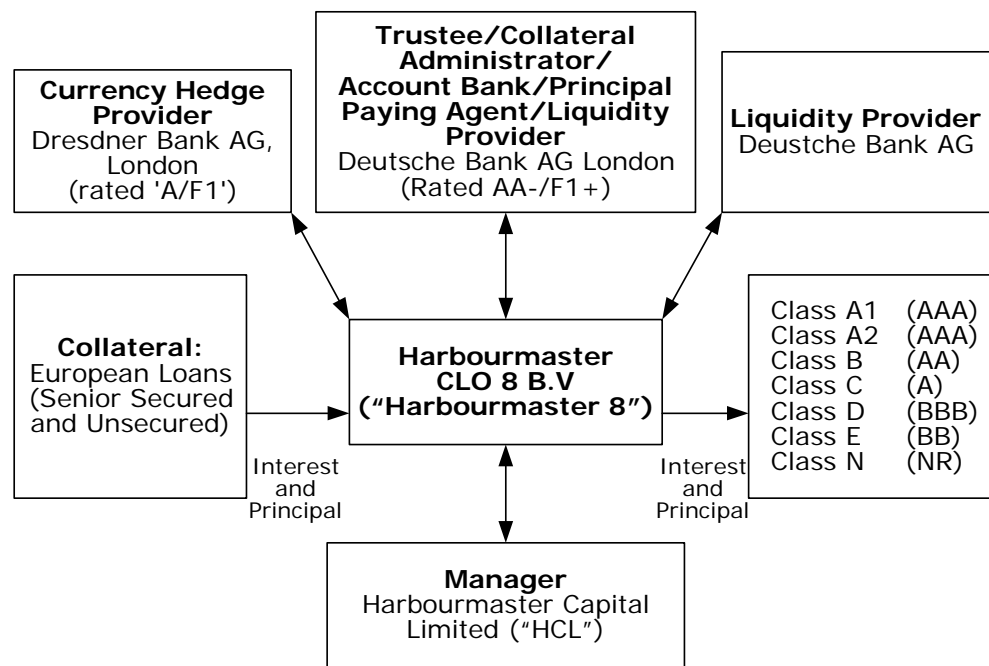 Currency Hedge
Provider
Dresdner Bank AG,
London
(rated 'A/F1')
Trustee/Collateral
Administrator/
Account Bank/Principal
Paying Agent/Liquidity
Provider
Deutsche Bank AG London
(Rated AA-/F1+)
Liquidity Provider
Deustche Bank AG
Collateral:
European Loans
(Senior Secured
and Unsecured)
Interest
and
Principal
Harbourmaster
CLO 8 B.V
(“Harbourmaster 8”)
Interest
and
Principal
Class A1 (AAA)
Class A2 (AAA)
Class B (AA)
Class C (A)
Class D (BBB)
Class E (BB)
Class N (NR)
Manager
Harbourmaster Capital
Limited (“HCL”)